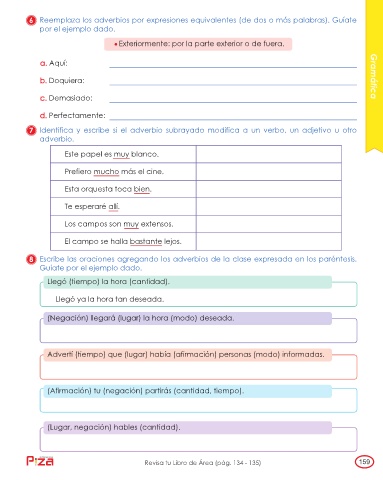 6 Reemplaza los adverbios por expresiones equivalentes (de dos o más palabras). Guíate
por el ejemplo dado.
• Exteriormente: por la parte exterior o de fuera.
a. Aquí:
b. Doquiera:
c. Demasiado:
d. Perfectamente:
Gramática
7 Identifica y escribe si el adverbio subrayado modifica a un verbo, un adjetivo u otro
adverbio.
Este papel es muy blanco.
Prefiero mucho más el cine.
Esta orquesta toca bien.
Te esperaré allí.
Los campos son muy extensos.
El campo se halla bastante lejos.
8 Escribe las oraciones agregando los adverbios de la clase expresada en los paréntesis.
Guíate por el ejemplo dado.
Llegó (tiempo) la hora (cantidad).
Llegó ya la hora tan deseada.
(Negación) llegará (lugar) la hora (modo) deseada.
Advertí (tiempo) que (lugar) había (afirmación) personas (modo) informadas.
(Afirmación) tu (negación) partirás (cantidad, tiempo).
(Lugar, negación) hables (cantidad).
Revisa tu Libro de Área (pág. 134 - 135)
159